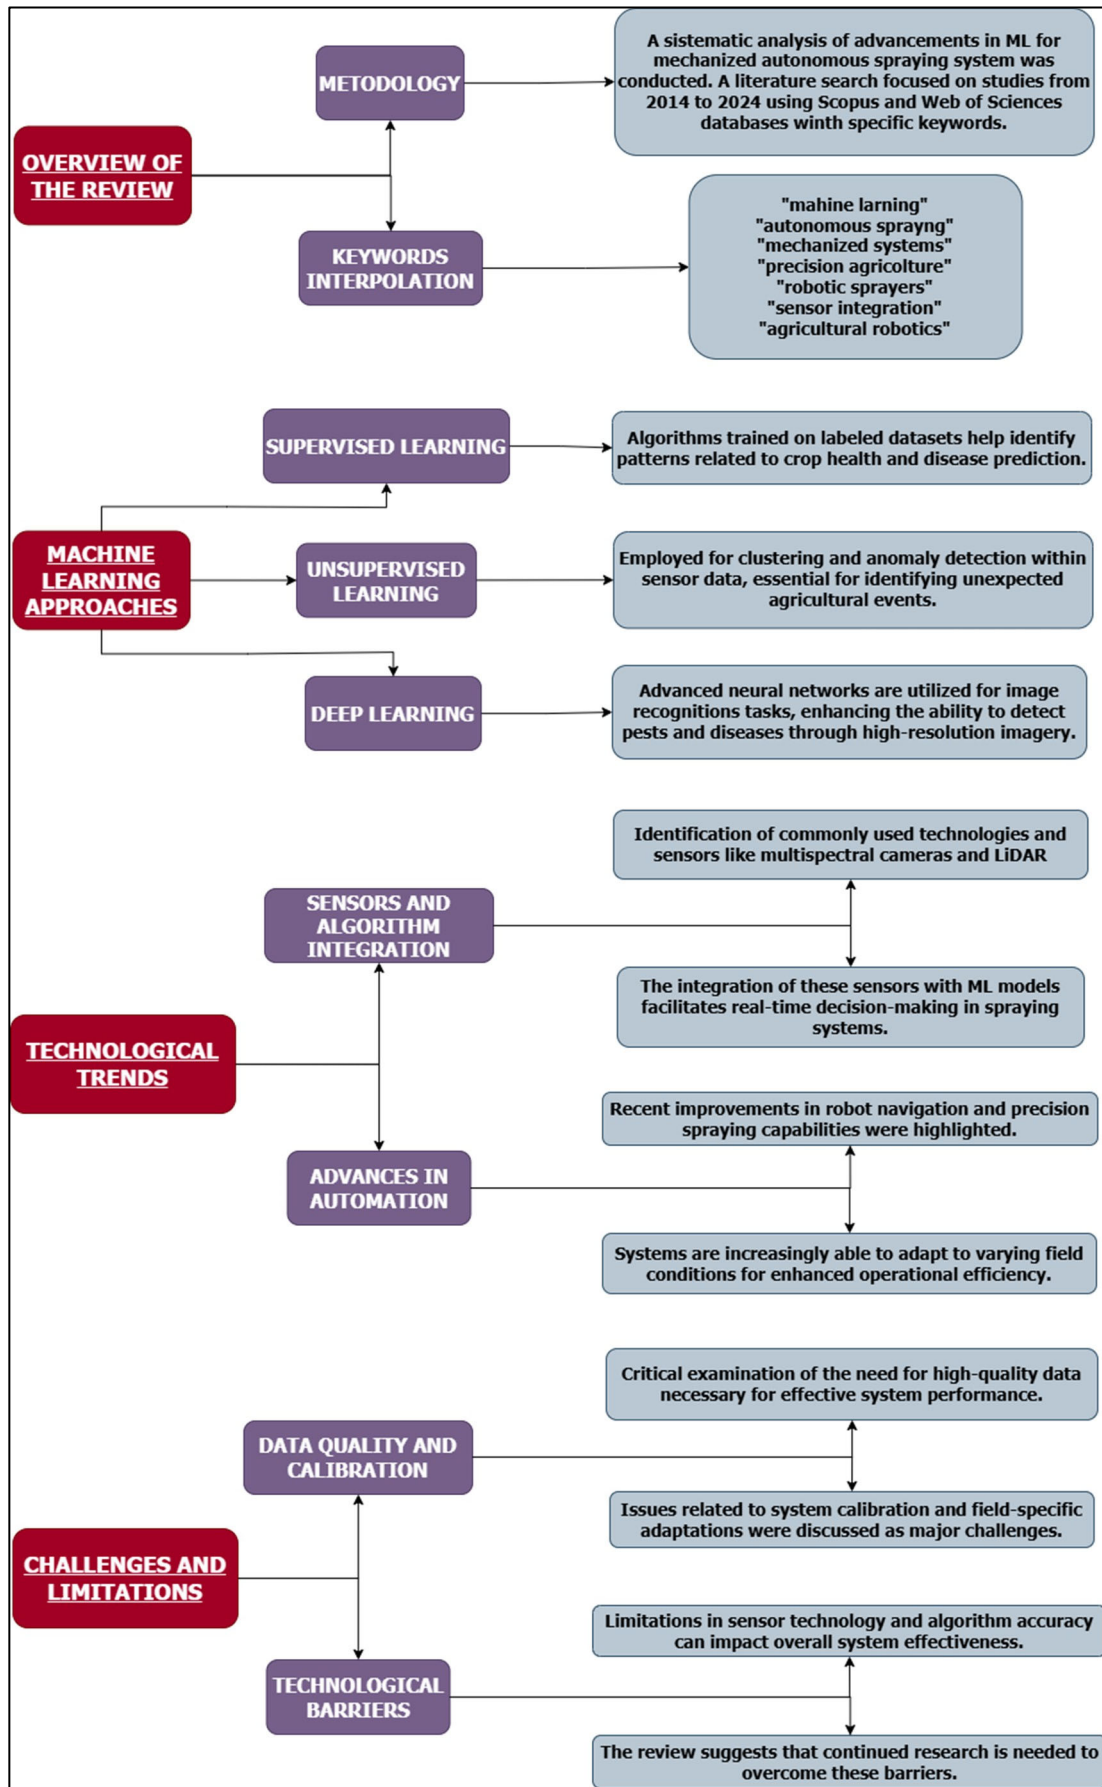 OVERVIEW OF
THE REVIEW
METODOLOGY
A sistematic analysis of advancements in ML for
mechanized autonomous spraying system was
conducted. A literature search focused on studies from
2014 to 2024 using Scopus and Web of Sciences
databases winth specific keywords.
KEYWORDS
INTERPOLATION
"mahine larning"
"autonomous sprayng"
"mechanized systems"
"precision agricolture"
"robotic sprayers"
"sensor integration"
"agricultural robotics"
MACHINE
LEARNING
APPROACHES
SUPERVISED LEARNING
Algorithms trained on labeled datasets help identify
patterns related to crop health and disease prediction.
UNSUPERVISED
LEARNING
Employed for clustering and anomaly detection within
sensor data, essential for identifying unexpected
agricultural events.
DEEP LEARNING
Advanced neural networks are utilized for image
recognitions tasks, enhancing the ability to detect
pests and diseases through high-resolution imagery.
TECHNOLOGICAL
TRENDS
SENSORS AND
ALGORITHM
INTEGRATION
Identification of commonly used technologies and
sensors like multispectral cameras and LiDAR
The integration of these sensors with ML models
facilitates real-time decision-making in spraying
systems.
ADVANCES IN
AUTOMATION
Recent improvements in robot navigation and precision
spraying capabilities were highlighted.
Systems are increasingly able to adapt to varying field
conditions for enhanced operational efficiency.
CHALLENGES AND
LIMITATIONS
DATA QUALITY AND
CALIBRATION
Critical examination of the need for high-quality data
necessary for effective system performance.
Issues related to system calibration and field-specific
adaptations were discussed as major challenges.
TECHNOLOGICAL
BARRIERS
Limitations in sensor technology and algorithm accuracy
can impact overall system effectiveness.
The review suggests that continued research is needed to
overcome these barriers.